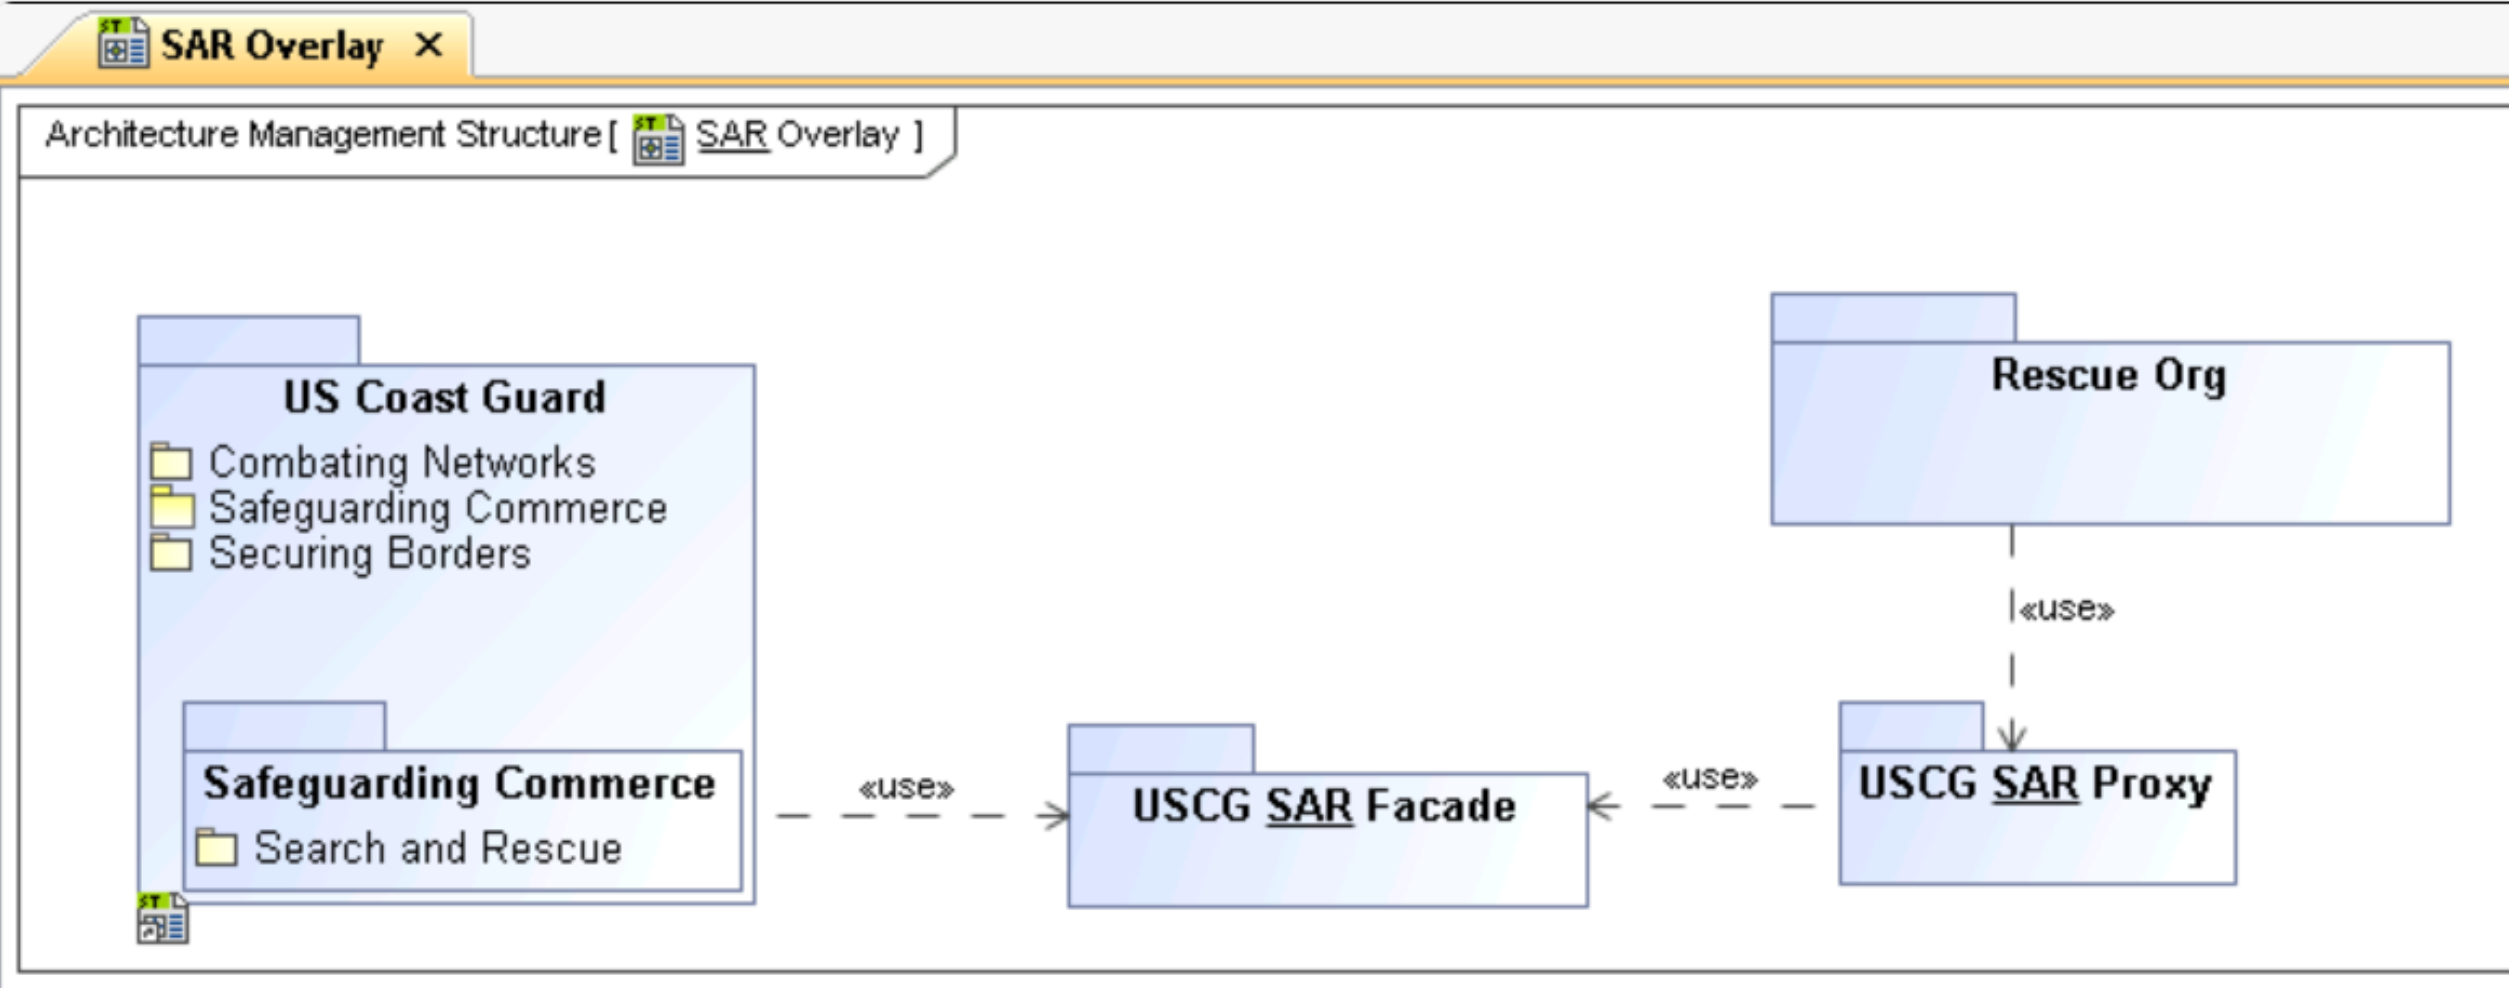 SAR Overlay
Architecture Management Structure [ SAR Overlay ]
US Coast Guard
Combating Networks
Safeguarding Commerce
Securing Borders
Safeguarding Commerce
Search and Rescue
«use»
USCG SAR Facade
«use»
Rescue Org
«use»
USCG SAR Proxy